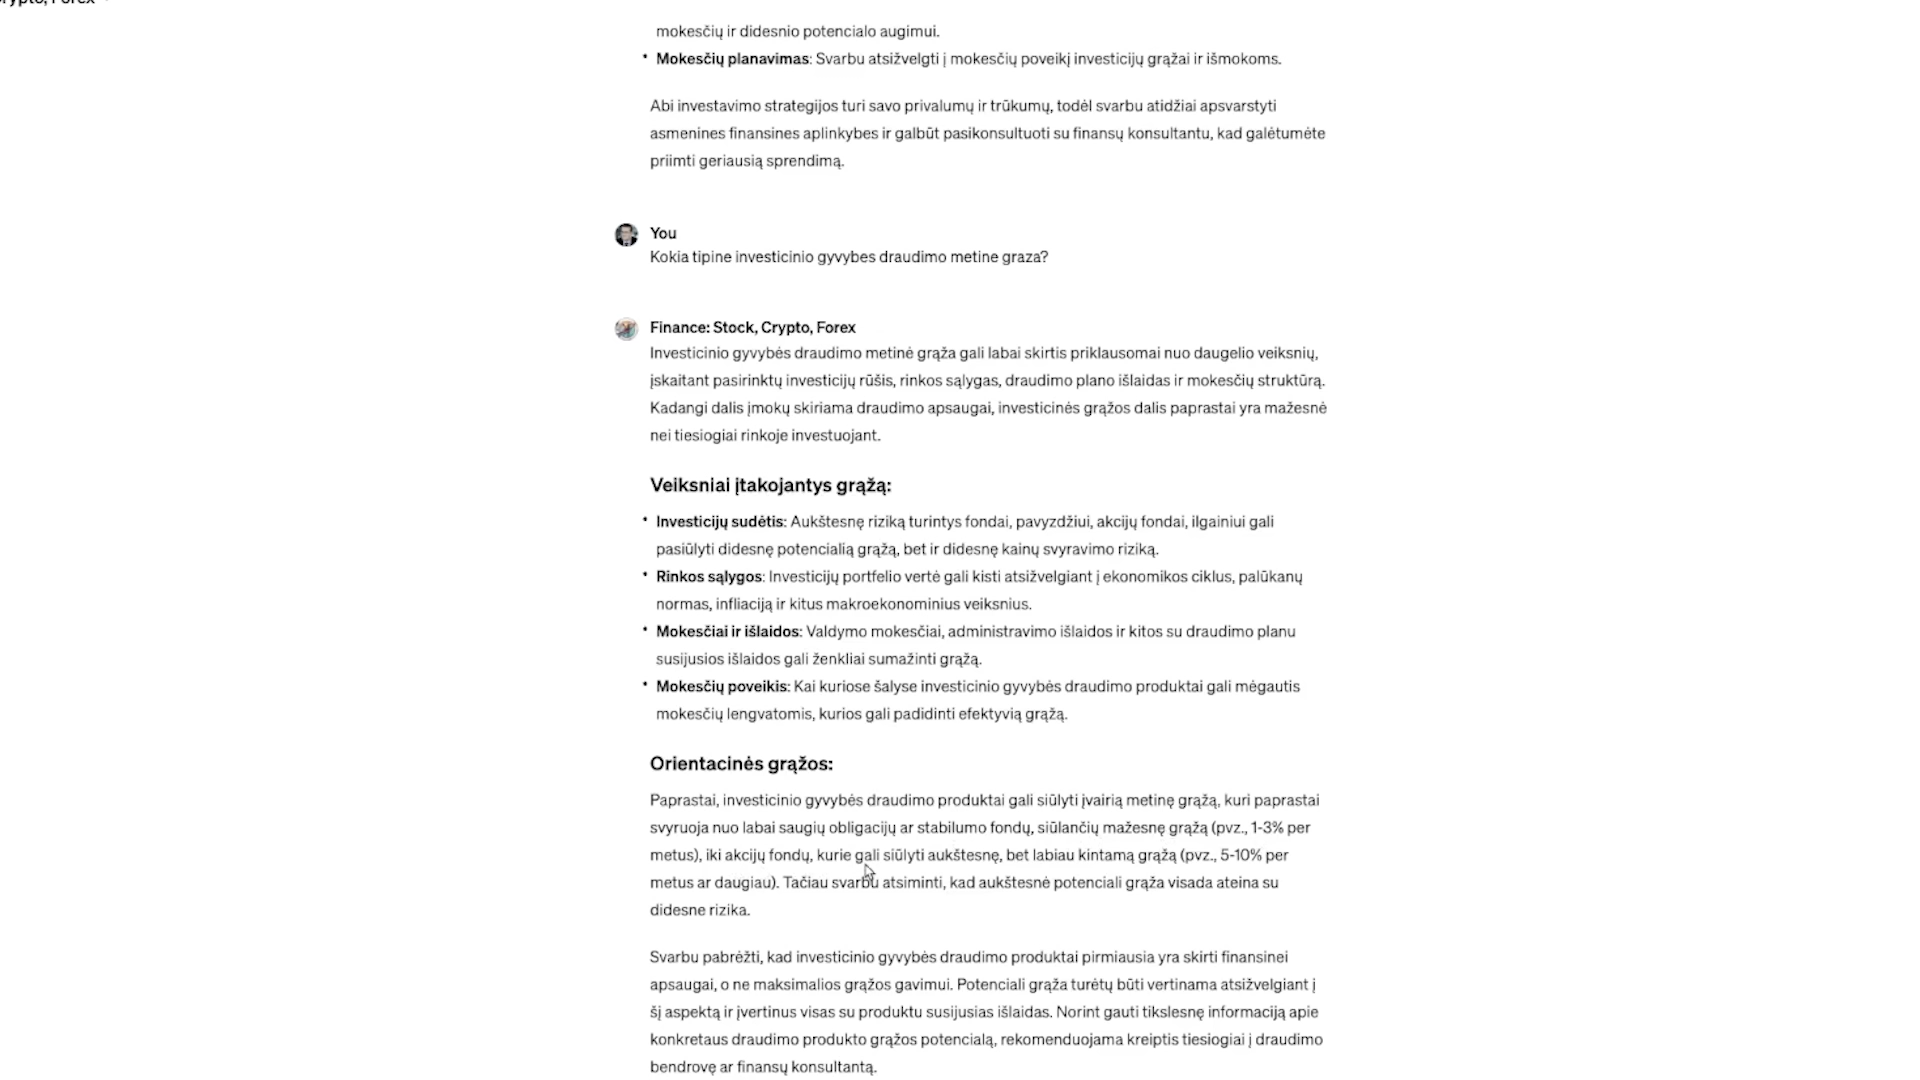 Crypto, Forex
mokesčių ir didesnio potencialo augimui.
• Mokesčių planavimas: Svarbu atsižvelgti į mokesčių poveikį investicijų grąžai ir išmokoms.
Abi investavimo strategijos turi savo privalumų ir trūkumų, todėl svarbu atidžiai apsvarstyti
asmenines finansines aplinkybes ir galbūt pasikonsultuoti su finansų konsultantu, kad galėtumėte
priimti geriausią sprendimą.
You
Kokia tipine investicinio gyvybes draudimo metine graza?
Finance: Stock, Crypto, Forex
Investicinio gyvybės draudimo metinė grąža gali labai skirtis priklausomai nuo daugelio veiksnių,
įskaitant pasirinktų investicijų rūšis, rinkos sąlygas, draudimo plano išlaidas ir mokesčių struktūrą.
Kadangi dalis įmokų skiriama draudimo apsaugai, investicinės grąžos dalis paprastai yra mažesnė
nei tiesiogiai rinkoje investuojant.
Veiksniai įtakojantys grąžą:
• Investicijų sudėtis: Aukštesnę riziką turintys fondai, pavyzdžiui, akcijų fondai, ilgainiui gali
pasiūlyti didesnę potencialią grąžą, bet ir didesnę kainų svyravimo riziką.
• Rinkos sąlygos: Investicijų portfelio vertė gali kisti atsižvelgiant į ekonomikos ciklus, palūkanų
normas, infliaciją ir kitus makroekonominius veiksnius.
• Mokesčiai ir išlaidos: Valdymo mokesčiai, administravimo išlaidos ir kitos su draudimo planu
susijusios išlaidos gali ženkliai sumažinti grąžą.
• Mokesčių poveikis: Kai kuriose šalyse investicinio gyvybės draudimo produktai gali mėgautis
mokesčių lengvatomis, kurios gali padidinti efektyvią grąžą.
Orientacinės grąžos:
Paprastai, investicinio gyvybės draudimo produktai gali siūlyti įvairią metinę grąžą, kuri paprastai
svyruoja nuo labai saugių obligacijų ar stabilumo fondų, siūlančių mažesnę grąžą (pvz., 1-3% per
metus), iki akcijų fondų, kurie gali siūlyti aukštesnę, bet labiau kintamą grąžą (pvz., 5-10% per
metus ar daugiau). Tačiau svarbu atsiminti, kad aukštesnė potenciali grąža visada ateina su
didesne rizika.
Svarbu pabrėžti, kad investicinio gyvybės draudimo produktai pirmiausia yra skirti finansinei
apsaugai, o ne maksimalios grąžos gavimui. Potenciali grąža turėtų būti vertinama atsižvelgiant į
šį aspektą ir įvertinus visas su produktu susijusias išlaidas. Norint gauti tikslesnę informaciją apie
konkretaus draudimo produkto grąžos potencialą, rekomenduojama kreiptis tiesiogiai į draudimo
bendrovę ar finansų konsultantą.